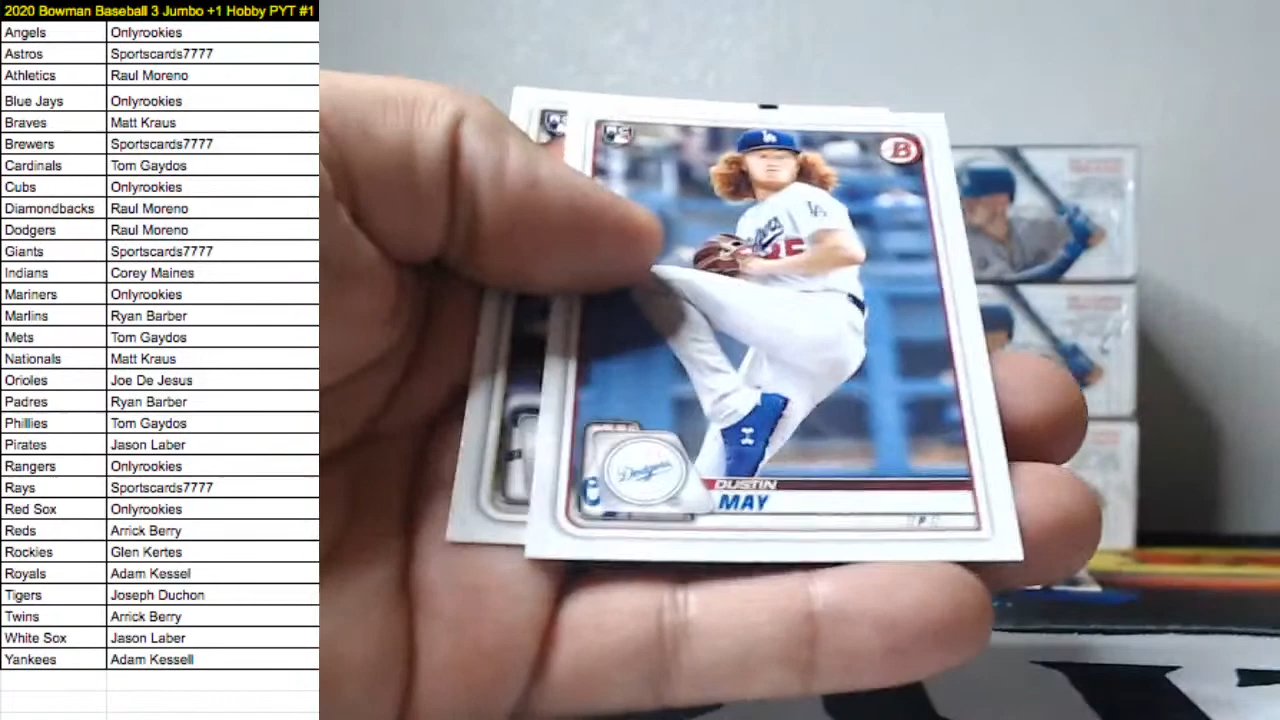 2020 Bowman Baseball 3 Jumbo +1 Hobby PYT #1
Angels Onlyrookies
Astros Sportscards7777
Athletics Raul Moreno
Blue Jays Onlyrookies
Braves Matt Kraus
Brewers Sportscards7777
Cardinals Tom Gaydos
Cubs Onlyrookies
Diamondbacks Raul Moreno
Dodgers Raul Moreno
Giants Sportscards7777
Indians Corey Maines
Mariners Onlyrookies
Marlins Ryan Barber
Mets Tom Gaydos
Nationals Matt Kraus
Orioles Joe De Jesus
Padres Ryan Barber
Phillies Tom Gaydos
Pirates Jason Laber
Rangers Onlyrookies
Rays Sportscards7777
Red Sox Onlyrookies
Reds Arrick Berry
Rockies Glen Kertes
Royals Adam Kessel
Tigers Joseph Duchon
Twins Arrick Berry
White Sox Jason Laber
Yankees Adam Kessell
RC
B
LA
LA
Dodgers
DUSTIN
MAY
P